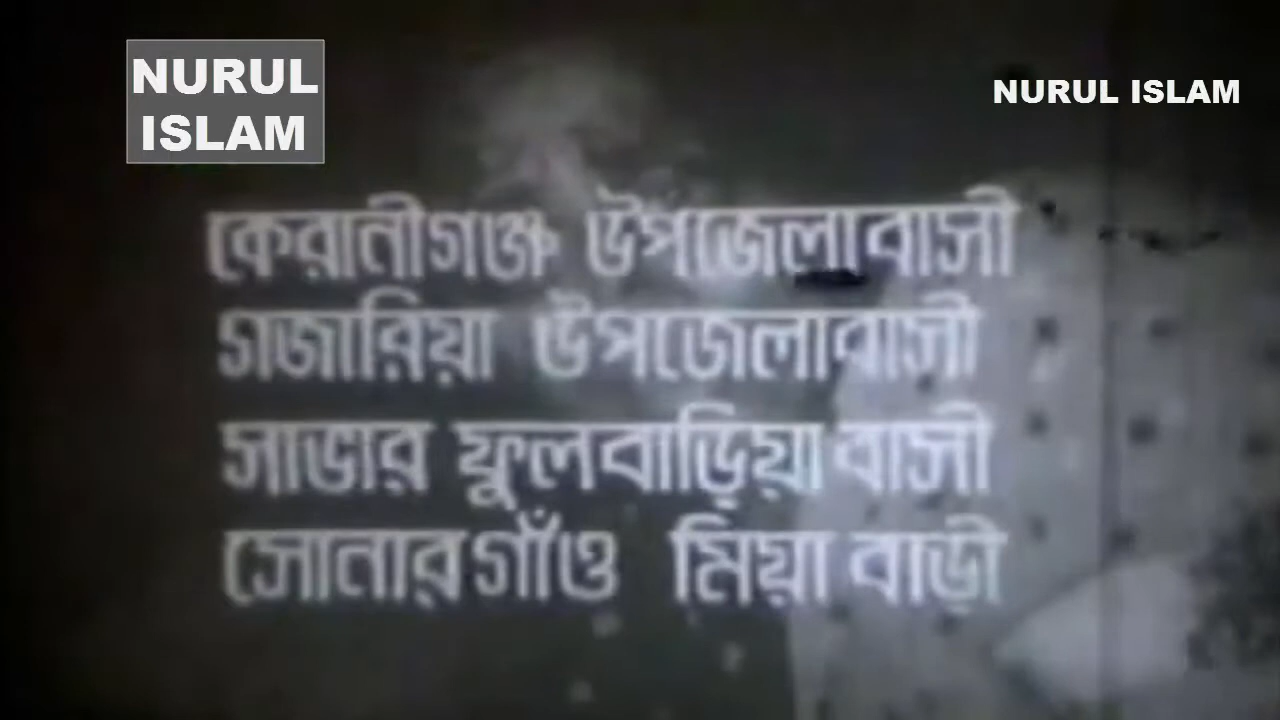 NURUL
ISLAM
NURUL ISLAM
কেরানীগঞ্জ উপজেলাবাসী
গজারিয়া উপজেলাবাসী
সাভার ফুলবাড়িয়া বাসী
সোনারগাঁও মিয়া বাড়ী